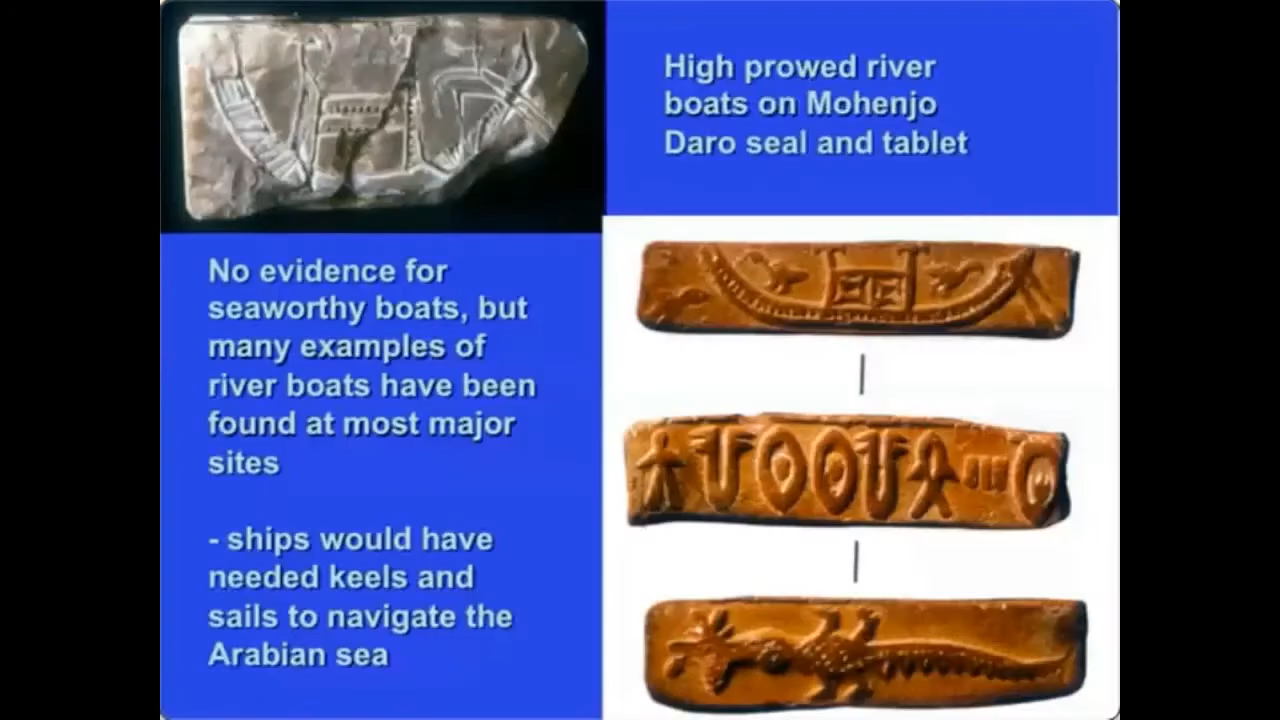 High prowed river
boats on Mohenjo
Daro seal and tablet
No evidence for
seaworthy boats, but
many examples of
river boats have been
found at most major
sites
- ships would have
needed keels and
sails to navigate the
Arabian sea